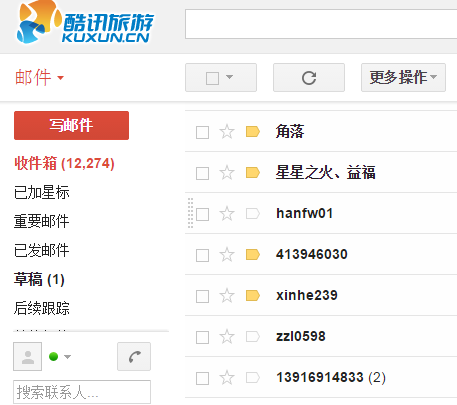 酷讯旅游
KUXUN.CN
邮件
更多操作
写邮件
收件箱 (12,274)
已加星标
重要邮件
已发邮件
草稿 (1)
后续跟踪
搜索联系人...
角落
星星之火、益福
hanfw01
413946030
xinhe239
zzl0598
13916914833 (2)